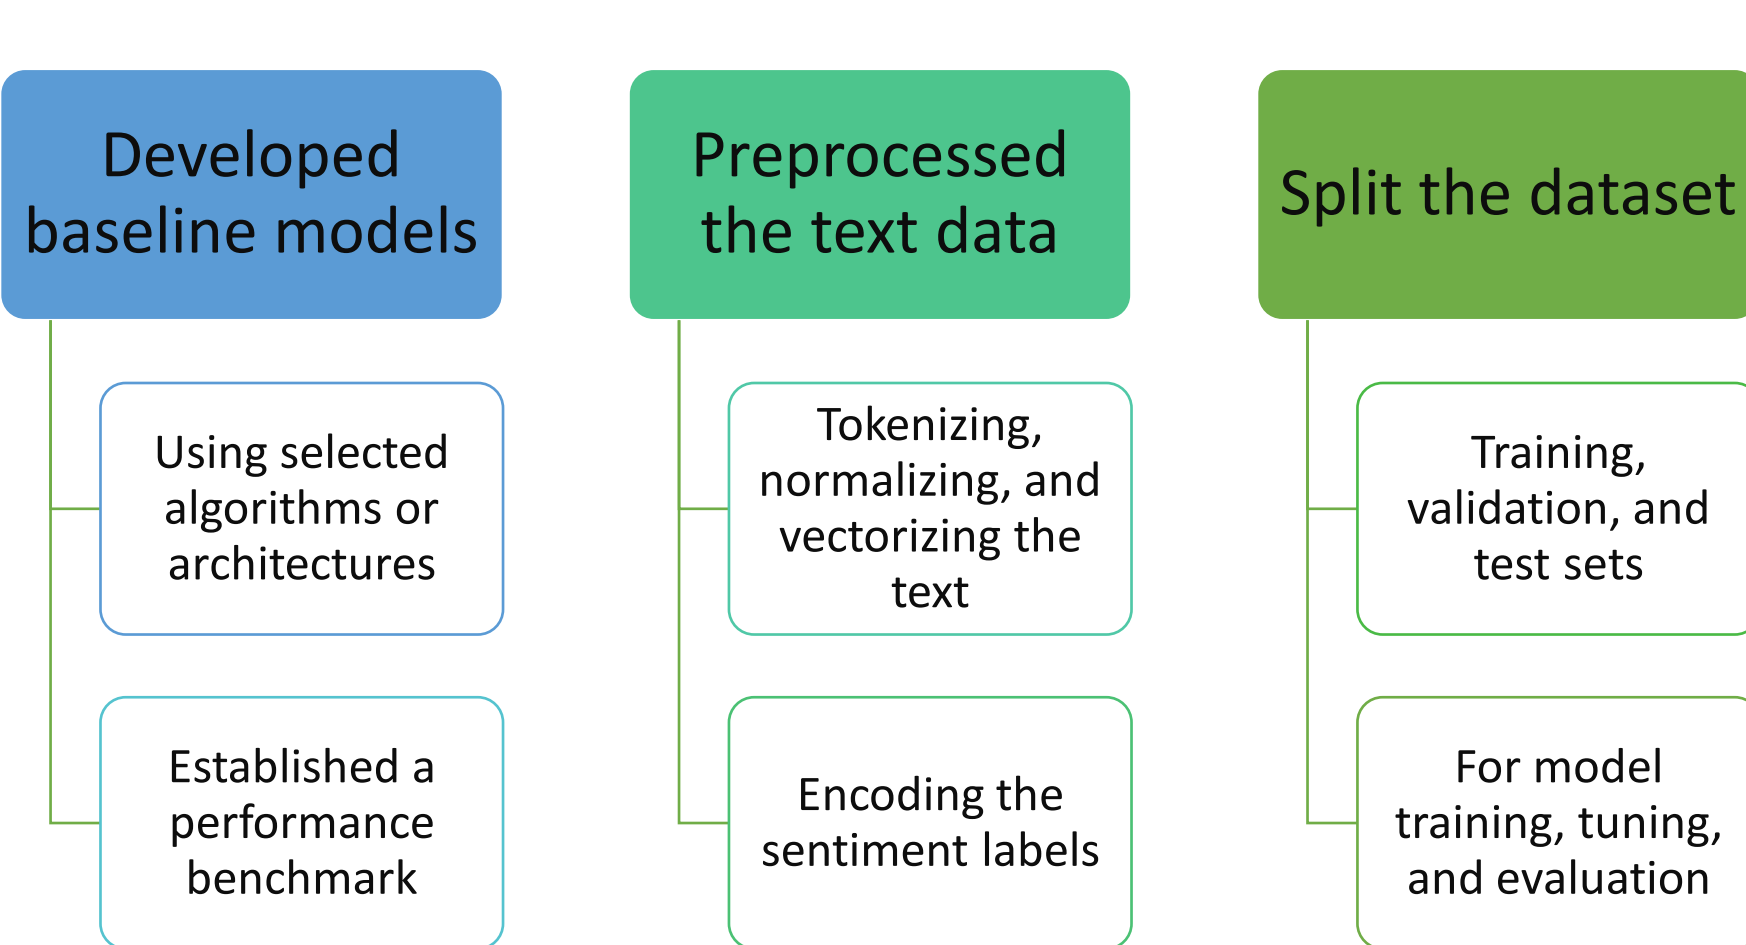 Developed
baseline models
Using selected
algorithms or
architectures
Established a
performance
benchmark
Preprocessed
the text data
Tokenizing,
normalizing, and
vectorizing the
text
Encoding the
sentiment labels
Split the dataset
Training,
validation, and
test sets
For model
training, tuning,
and evaluation